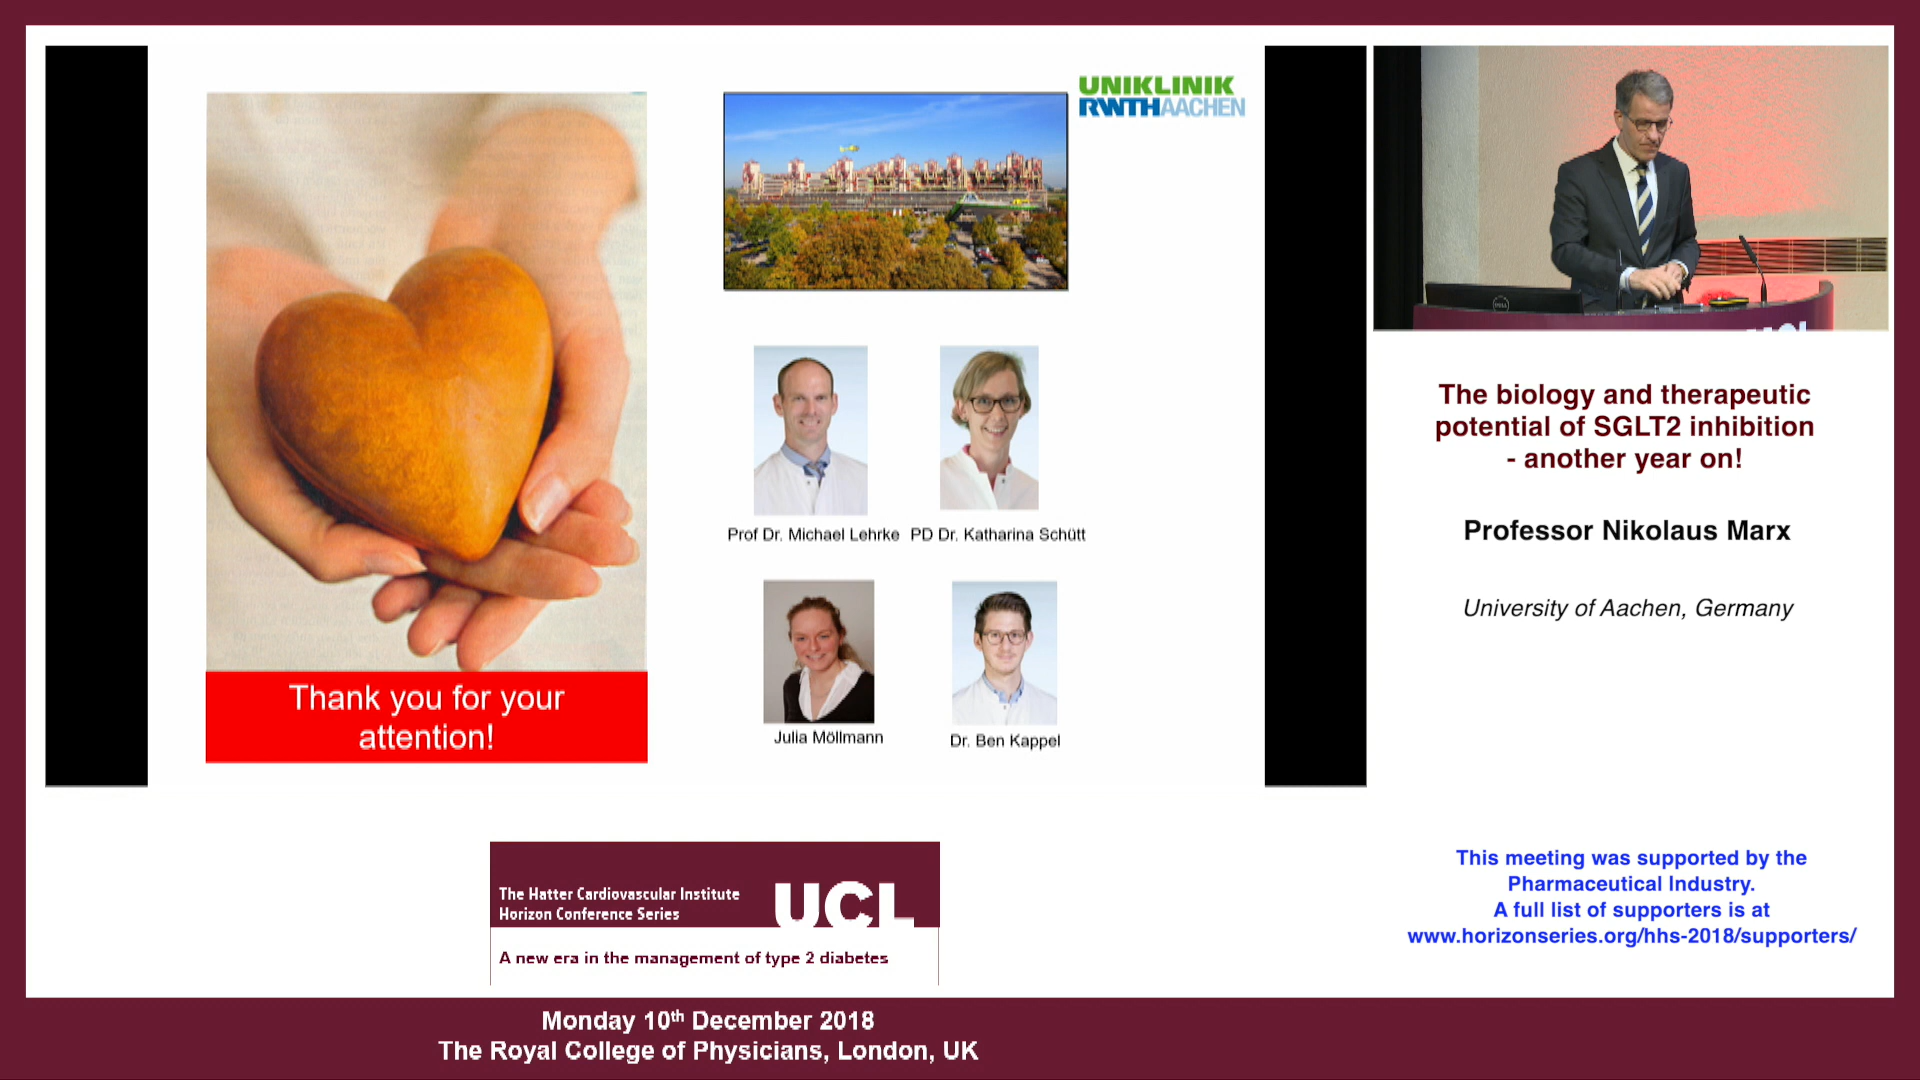 UNIKLINIK
RWTHAACHEN
Thank you for your
attention!
Prof Dr. Michael Lehrke
PD Dr. Katharina Schütt
Julia Möllmann
Dr. Ben Kappel
DELL
UCL
The biology and therapeutic
potential of SGLT2 inhibition
- another year on!
Professor Nikolaus Marx
University of Aachen, Germany
This meeting was supported by the
Pharmaceutical Industry.
A full list of supporters is at
www.horizonseries.org/hhs-2018/supporters/
The Hatter Cardiovascular Institute
Horizon Conference Series
UCL
A new era in the management of type 2 diabetes
Monday 10th December 2018
The Royal College of Physicians, London, UK